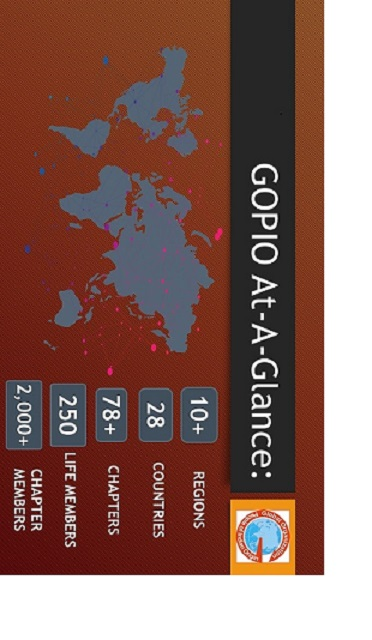 GOPIO At-A-Glance:
10+ REGIONS
28 COUNTRIES
78+ CHAPTERS
250 LIFE MEMBERS
2,000+ CHAPTER
MEMBERS